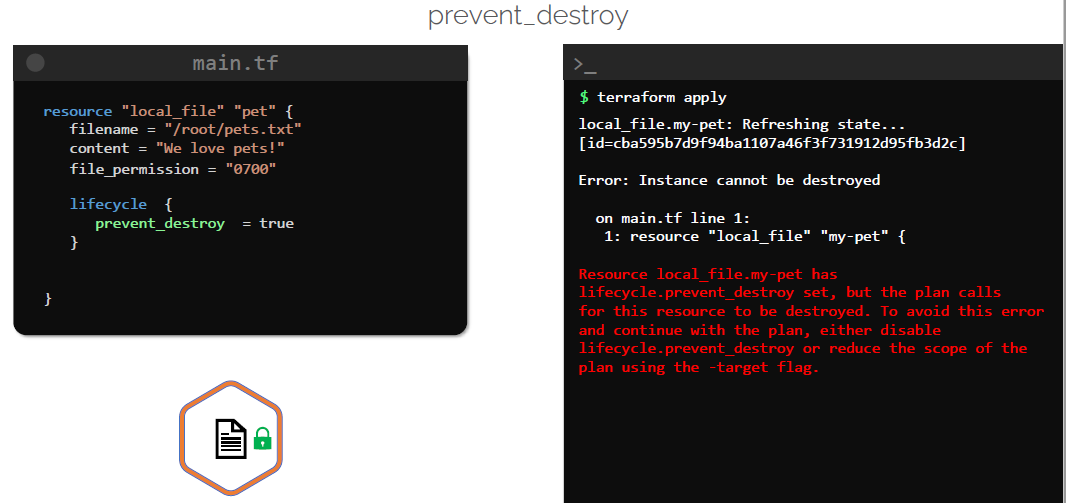 prevent_destroy
main.tf
resource "local_file" "pet" {
filename = "/root/pets.txt"
content = "We love pets!"
file_permission = "0700"
lifecycle {
prevent_destroy = true
}
}
>_
$ terraform apply
local_file.my-pet: Refreshing state...
[id=cba595b7d9f94ba1107a46f3f731912d95fb3d2c]
Error: Instance cannot be destroyed
on main.tf line 1:
1: resource "local_file" "my-pet" {
Resource local_file.my-pet has
lifecycle.prevent_destroy set, but the plan calls
for this resource to be destroyed. To avoid this error
and continue with the plan, either disable
lifecycle.prevent_destroy or reduce the scope of the
plan using the -target flag.